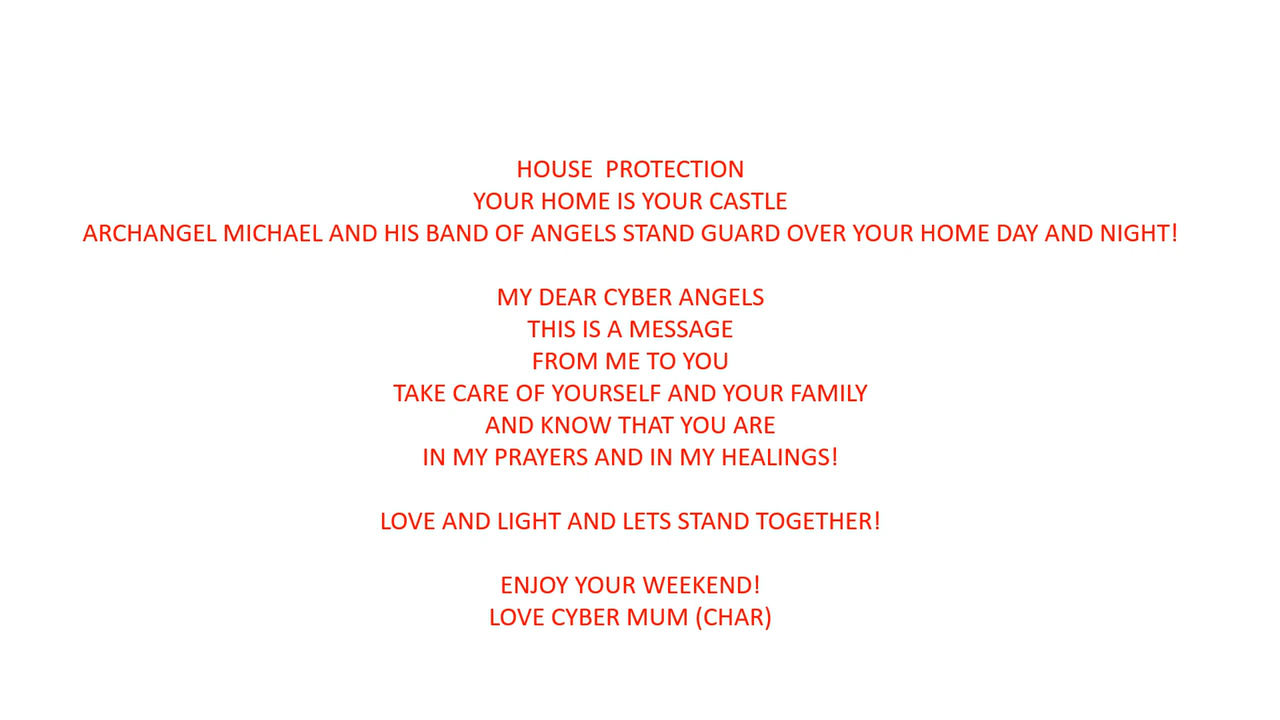 HOUSE  PROTECTION
YOUR HOME IS YOUR CASTLE
ARCHANGEL MICHAEL AND HIS BAND OF ANGELS STAND GUARD OVER YOUR HOME DAY AND NIGHT!
MY DEAR CYBER ANGELS
THIS IS A MESSAGE
FROM ME TO YOU
TAKE CARE OF YOURSELF AND YOUR FAMILY
AND KNOW THAT YOU ARE
IN MY PRAYERS AND IN MY HEALINGS!
LOVE AND LIGHT AND LETS STAND TOGETHER!
ENJOY YOUR WEEKEND!
LOVE CYBER MUM (CHAR)